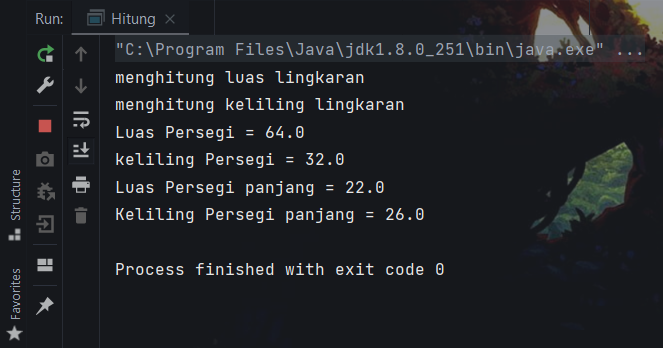 Run:
Hitung
"C:\Program Files\Java\jdk1.8.0_251\bin\java.exe" ...
menghitung luas lingkaran
menghitung keliling lingkaran
Luas Persegi = 64.0
keliling Persegi = 32.0
Luas Persegi panjang = 22.0
Keliling Persegi panjang = 26.0
Process finished with exit code 0
Structure
Favorites